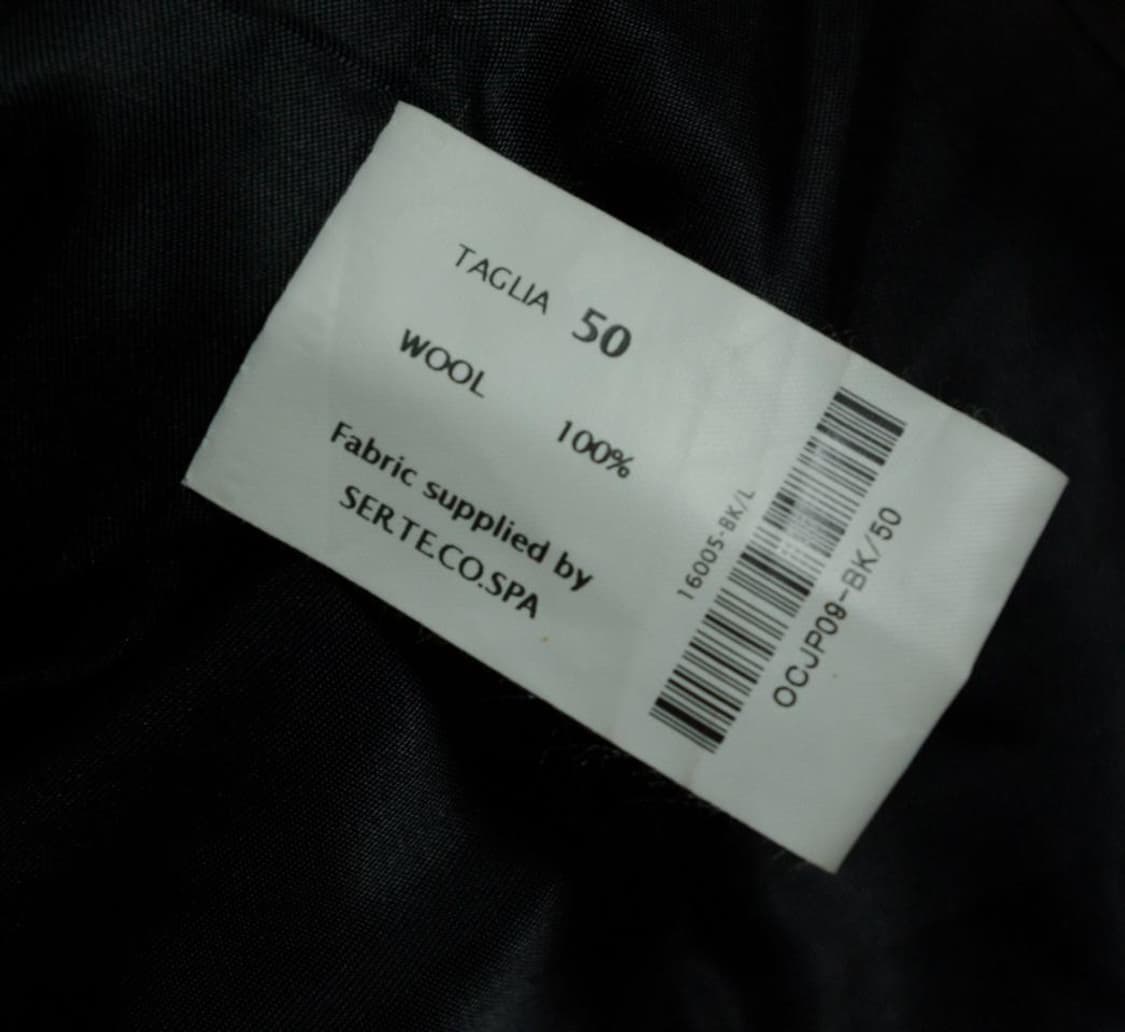 TAGLIA 50
WOOL 100%
Fabric supplied by
SER.TE.CO.SPA
16005-BK/L
OCJP09-BK/50